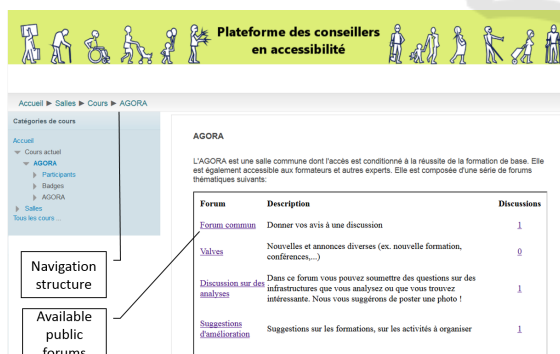 Plateforme des conseillers
en accessibilité
Accueil ► Salles ► Cours ► AGORA
Catégories de cours
Accueil
Cours actuel
AGORA
Participants
Badges
AGORA
Salles
Tous les cours ...
AGORA
L'AGORA est une salle commune dont l'accès est conditionné à la réussite de la formation de base. Elle
est également accessible aux formateurs et autres experts. Elle est composée d'une série de forums
thématiques suivants:
Forum Description Discussions
Forum commun Donner vos avis à une discussion 1
Valves Nouvelles et annonces diverses (ex. nouvelle formation,
conférences,...) 0
Discussion sur des
analyses Dans ce forum vous pouvez soumettre des questions sur des
infrastructures que vous analysez ou que vous trouvez
intéressante. Nous vous suggérons de poster une photo ! 1
Suggestions
d'amélioration Suggestions sur les formations, sur les activités à organiser 1
Navigation
structure
Available
public
forums